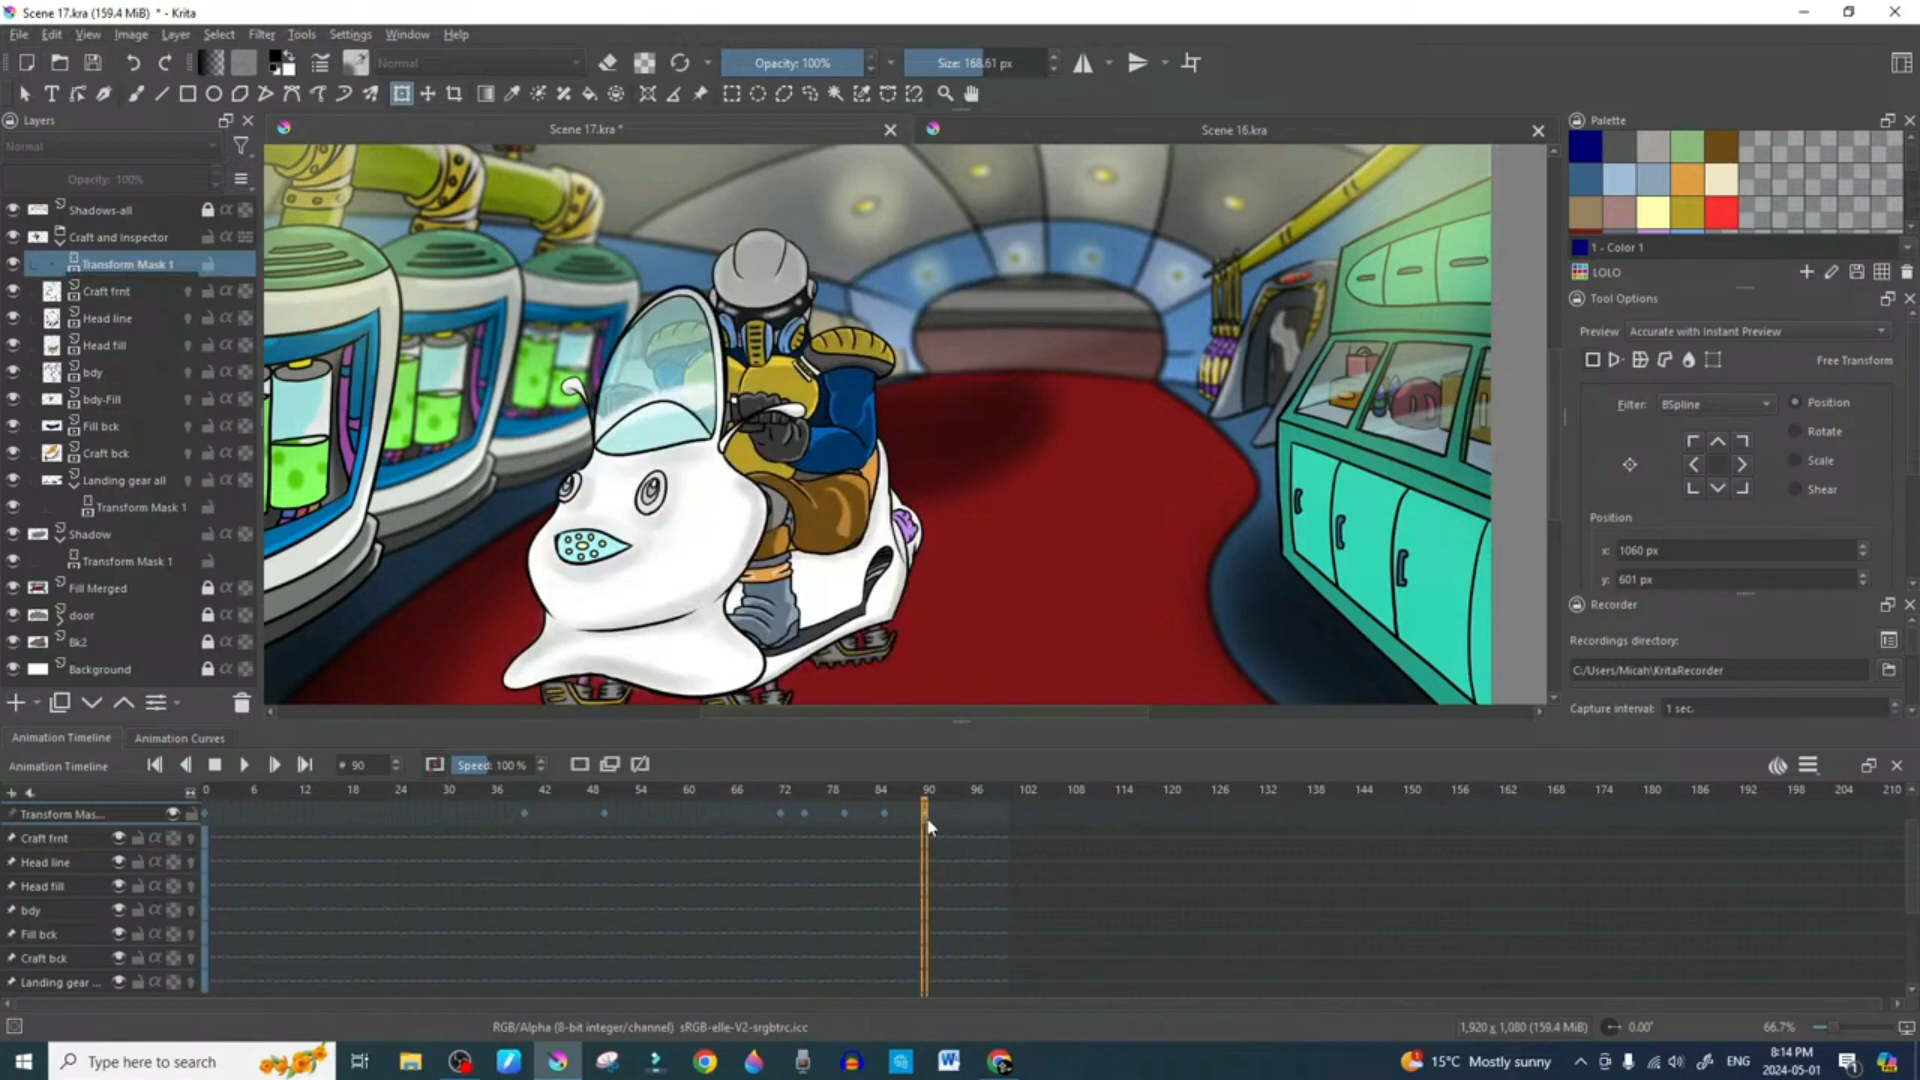 Scene 17.kra (159.4 MiB) * - Krita
File Edit View Image Layer Select Filter Tools Settings Window Help
Normal Opacity: 100% Size: 168.61 px
Layers
Normal
Opacity: 100%
Shadows-all
Craft and Inspector
Transform Mask 1
Craft frnt
Head line
Head fill
bdy
bdy-Fill
Fill bck
Craft bck
Landing gear all
Transform Mask 1
Shadow
Transform Mask 1
Fill Merged
door
Bk2
Background
Scene 17.kra *
Scene 16.kra
Palette
1 - Color 1
LOLO
Tool Options
Preview Accurate with Instant Preview
Free Transform
Filter: BSpline
Position
Rotate
Scale
Shear
Position
x: 1060 px
y: 601 px
Recorder
Recordings directory:
C:/Users/Micah\KritaRecorder
Capture interval: 1 sec.
Animation Timeline Animation Curves
Animation Timeline # 90 Speed: 100 %
0 6 12 18 24 30 36 42 48 54 60 66 72 78 84 90 96 102 108 114 120 126 132 138 144 150 156 162 168 174 180 186 192 198 204 210
Transform Mas...
Craft frnt
Head line
Head fill
bdy
Fill bck
Craft bck
Landing gear ...
RGB/Alpha (8-bit integer/channel) sRGB-elle-V2-srgbtrc.icc
1,920 x 1,080 (159.4 MiB) 0.00° 66.7%
Type here to search
15°C Mostly sunny
ENG
8:14 PM
2024-05-01